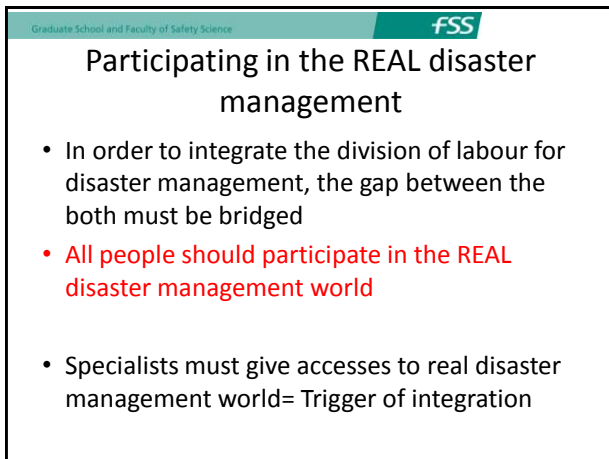 Graduate School and Faculty of Safety Science
FSS
Participating in the REAL disaster
management
• In order to integrate the division of labour for
disaster management, the gap between the
both must be bridged
• All people should participate in the REAL
disaster management world
• Specialists must give accesses to real disaster
management world= Trigger of integration